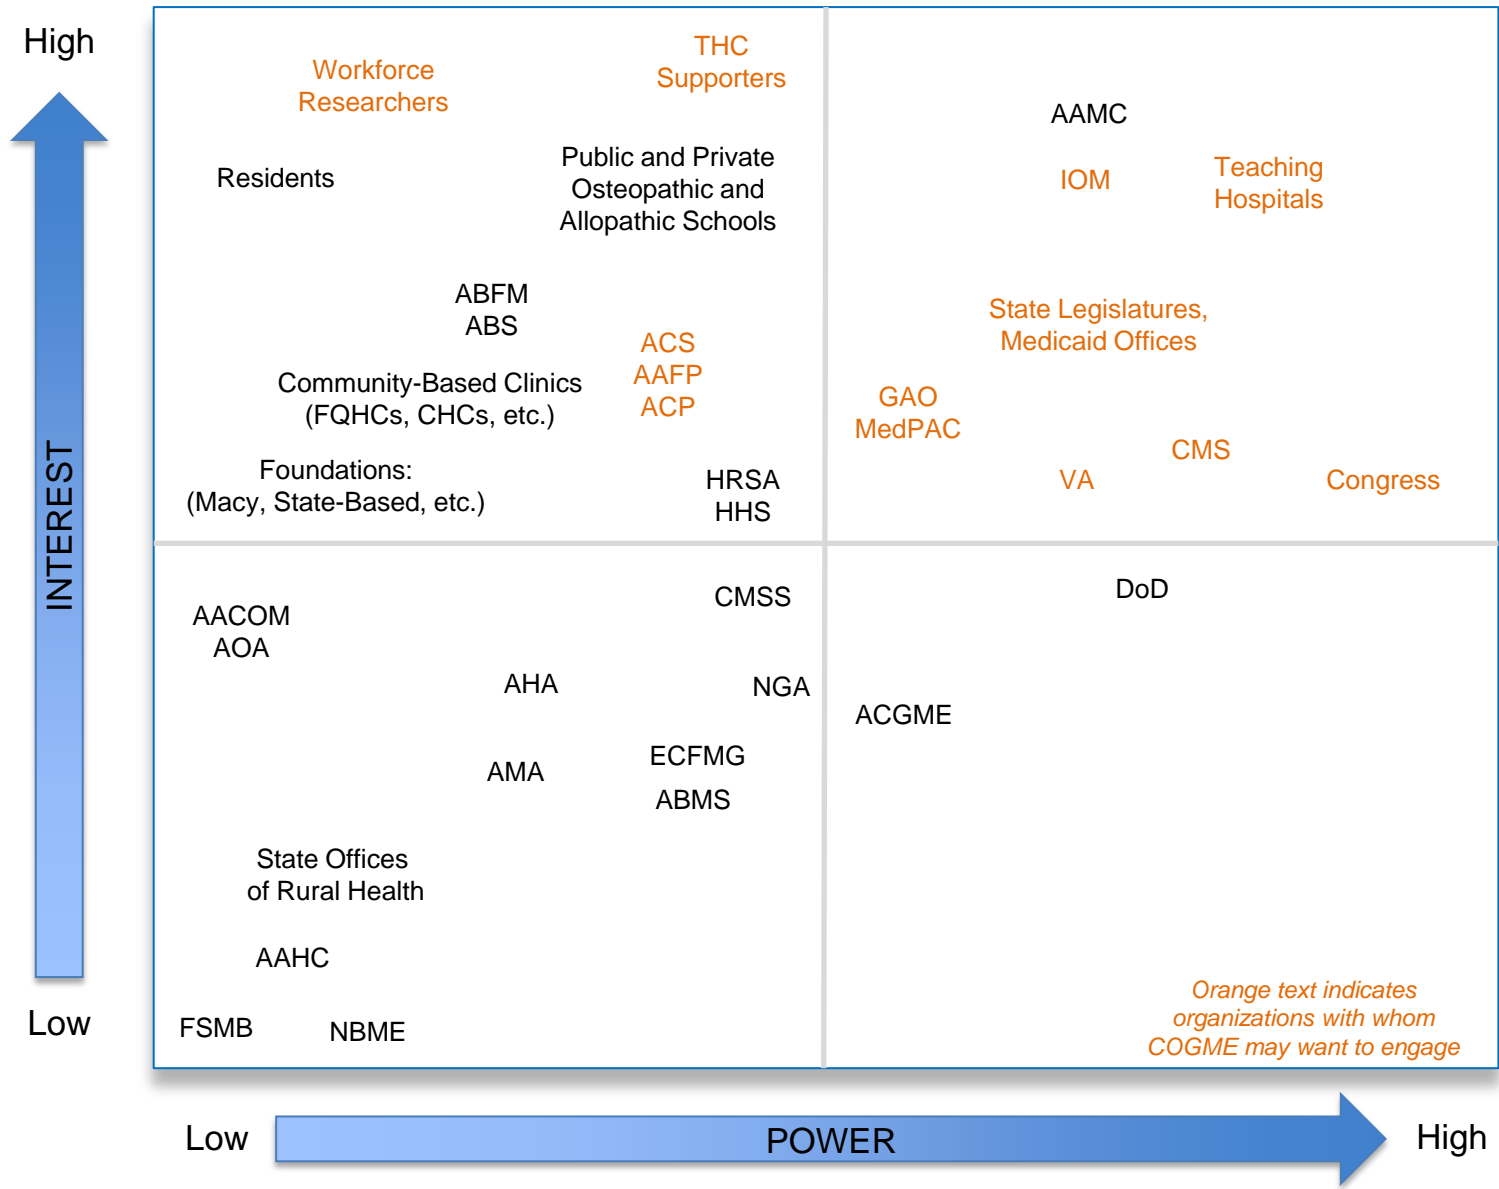 High
Workforce
Researchers
THC
Supporters
AAMC
Residents
Public and Private
Osteopathic and
Allopathic Schools
IOM
Teaching
Hospitals
ABFM
ABS
State Legislatures,
Medicaid Offices
ACS
AAFP
ACP
Community-Based Clinics
(FQHCs, CHCs, etc.)
GAO
MedPAC
CMS
Foundations:
(Macy, State-Based, etc.)
HRSA
HHS
VA
Congress
INTEREST
CMSS
DoD
AACOM
AOA
AHA
NGA
ACGME
AMA
ECFMG
ABMS
State Offices
of Rural Health
AAHC
FSMB
NBME
Orange text indicates
organizations with whom
COGME may want to engage
Low
Low
POWER
High